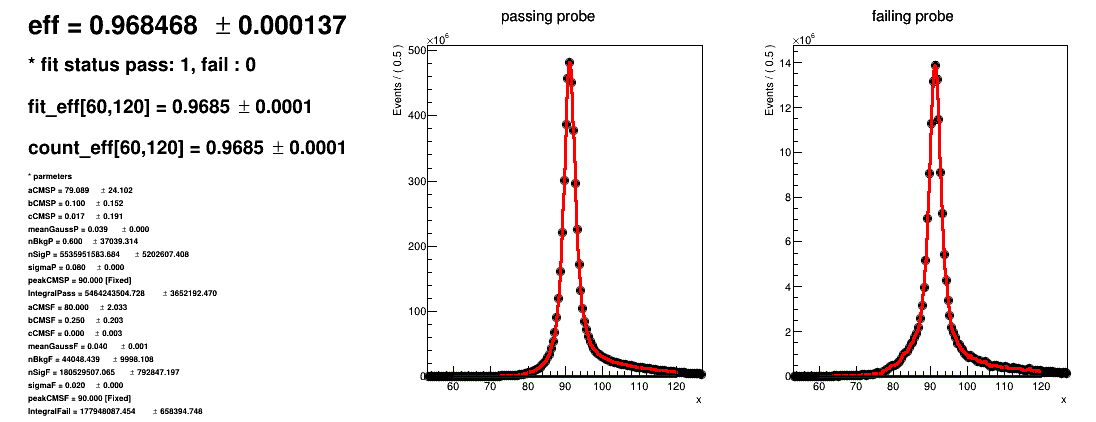 eff = 0.968468 ± 0.000137
* fit status pass: 1, fail : 0
fit_eff[60,120] = 0.9685 ± 0.0001
count_eff[60,120] = 0.9685 ± 0.0001
* parmeters
aCMSP = 79.089 ± 24.102
bCMSP = 0.100 ± 0.152
cCMSP = 0.017 ± 0.191
meanGaussP = 0.039 ± 0.000
nBkgP = 0.600 ± 37039.314
nSigP = 5535951583.684 ± 5202607.408
sigmaP = 0.080 ± 0.000
peakCMSP = 90.000 [Fixed]
IntegralPass = 5464243504.728 ± 3652192.470
aCMSF = 80.000 ± 2.033
bCMSF = 0.250 ± 0.203
cCMSF = 0.000 ± 0.003
meanGaussF = 0.040 ± 0.001
nBkgF = 44048.439 ± 9998.108
nSigF = 180529507.065 ± 792847.197
sigmaF = 0.020 ± 0.000
peakCMSF = 90.000 [Fixed]
IntegralFail = 177948087.454 ± 658394.748
passing probe
×10⁶
Events / ( 0.5 )
500
400
300
200
100
0
60 70 80 90 100 110 120
x
failing probe
×10⁶
Events / ( 0.5 )
14
12
10
8
6
4
2
0
60 70 80 90 100 110 120
x